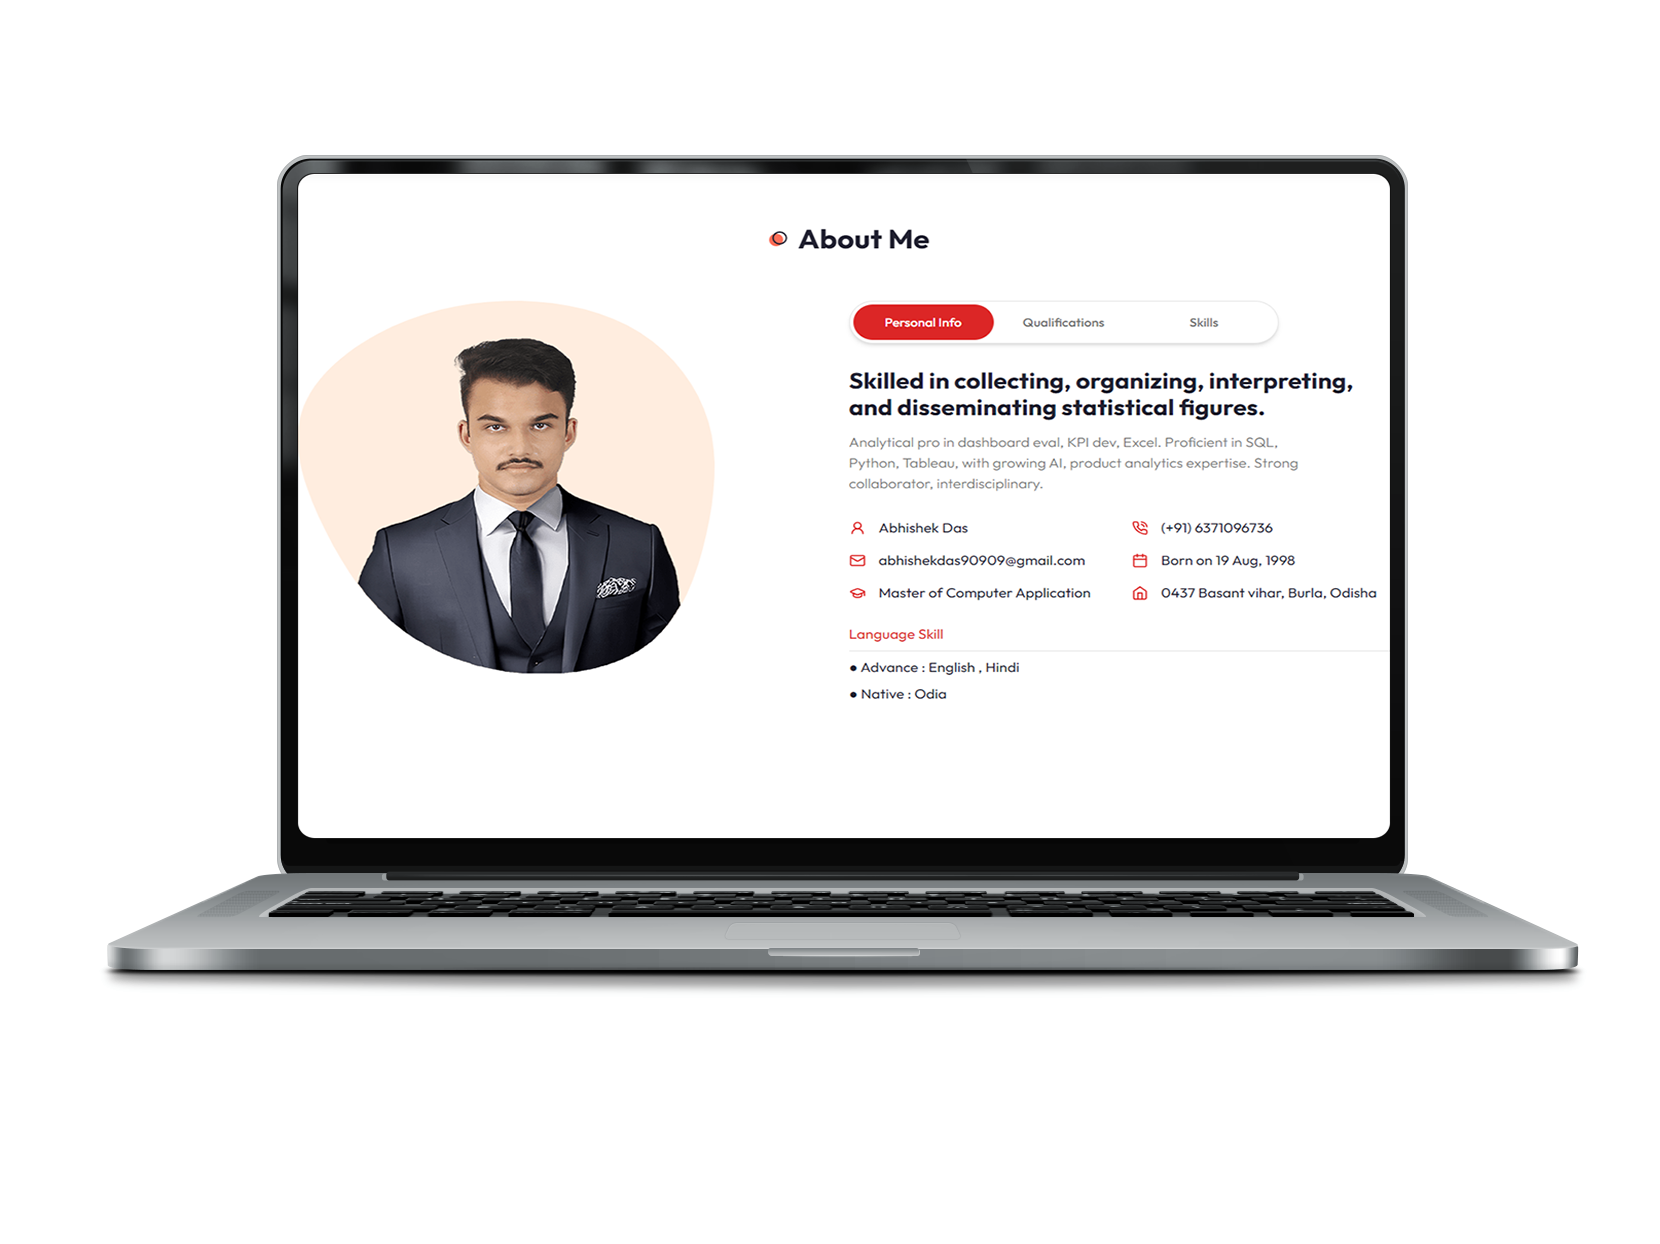 About Me
Personal Info
Qualifications
Skills
Skilled in collecting, organizing, interpreting,
and disseminating statistical figures.
Analytical pro in dashboard eval, KPI dev, Excel. Proficient in SQL,
Python, Tableau, with growing AI, product analytics expertise. Strong
collaborator, interdisciplinary.
Abhishek Das
(+91) 6371096736
abhishekdas90909@gmail.com
Born on 19 Aug, 1998
Master of Computer Application
0437 Basant vihar, Burla, Odisha
Language Skill
● Advance : English , Hindi
● Native : Odia